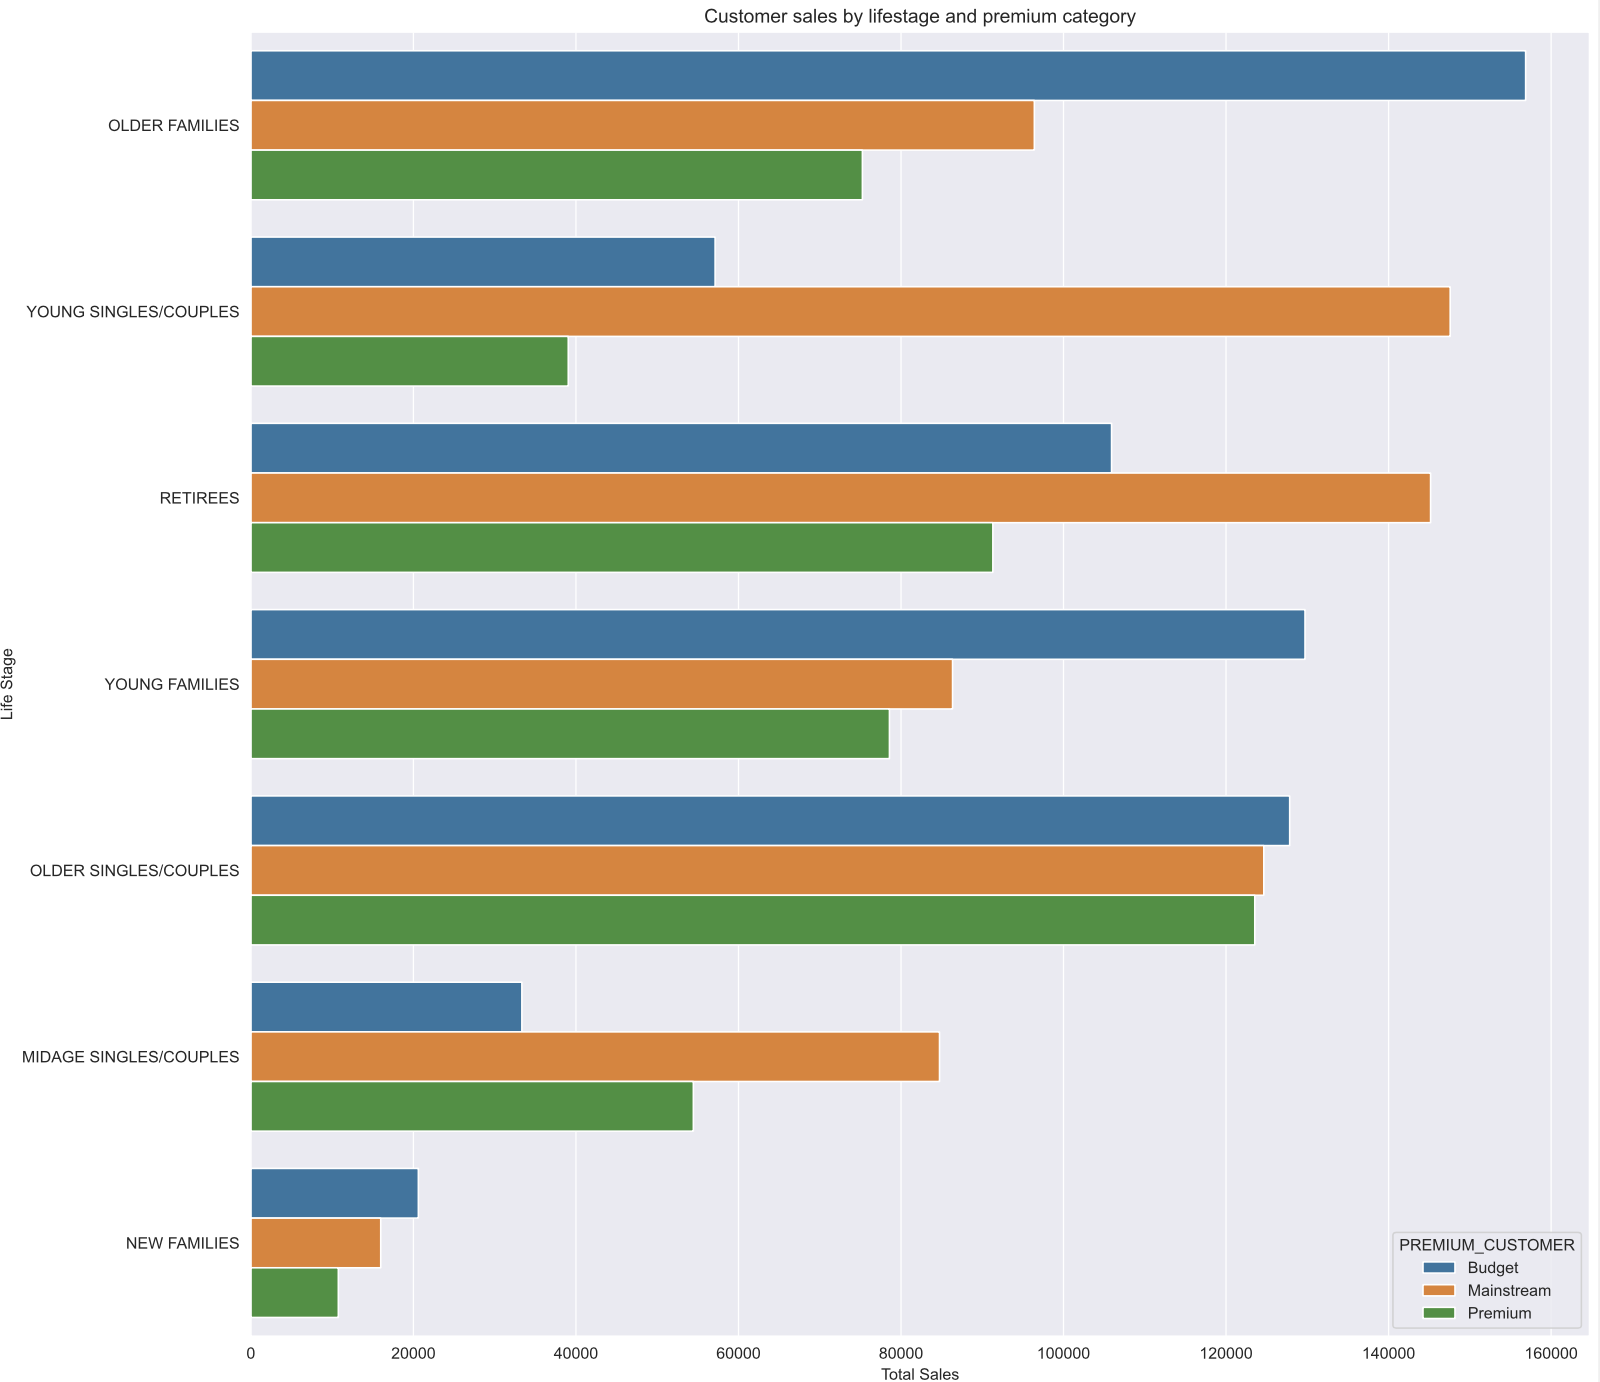 Customer sales by lifestage and premium category
OLDER FAMILIES
YOUNG SINGLES/COUPLES
RETIREES
YOUNG FAMILIES
OLDER SINGLES/COUPLES
MIDAGE SINGLES/COUPLES
NEW FAMILIES
Life Stage
PREMIUM_CUSTOMER
Budget
Mainstream
Premium
0 20000 40000 60000 80000 100000 120000 140000 160000
Total Sales